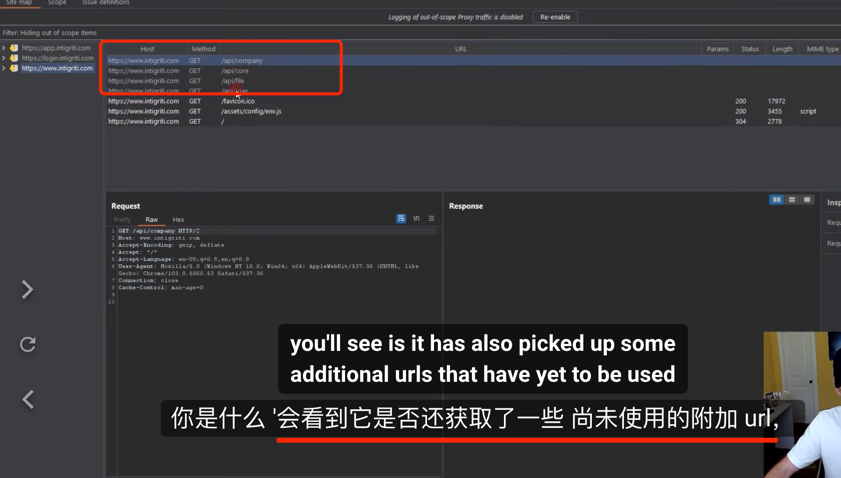 Site map Scope Issue definitions
Logging of out-of-scope Proxy traffic is disabled Re-enable
Filter: Hiding out of scope items
https://app.intigriti.com
https://login.intigriti.com
https://www.intigriti.com
Host Method URL Params Status Length MIME type
https://www.intigriti.com GET /api/company
https://www.intigriti.com GET /api/core
https://www.intigriti.com GET /api/file
https://www.intigriti.com GET /api/user
https://www.intigriti.com GET /favicon.ico 200 17972
https://www.intigriti.com GET /assets/config/env.js 200 3455 script
https://www.intigriti.com GET / 304 2778
Request
Pretty Raw Hex \n
Response
Insp
Requ
Requ
1 GET /api/company HTTP/2
2 Host: www.intigriti.com
3 Accept-Encoding: gzip, deflate
4 Accept: */*
5 Accept-Language: en-US;q=0.9,en;q=0.8
6 User-Agent: Mozilla/5.0 (Windows NT 10.0; Win64; x64) AppleWebKit/537.36 (KHTML, like
Gecko) Chrome/103.0.5060.53 Safari/537.36
7 Connection: close
8 Cache-Control: max-age=0
9
10
you'll see is it has also picked up some
additional urls that have yet to be used
你是什么 '会看到它是否还获取了一些 尚未使用的附加 url,